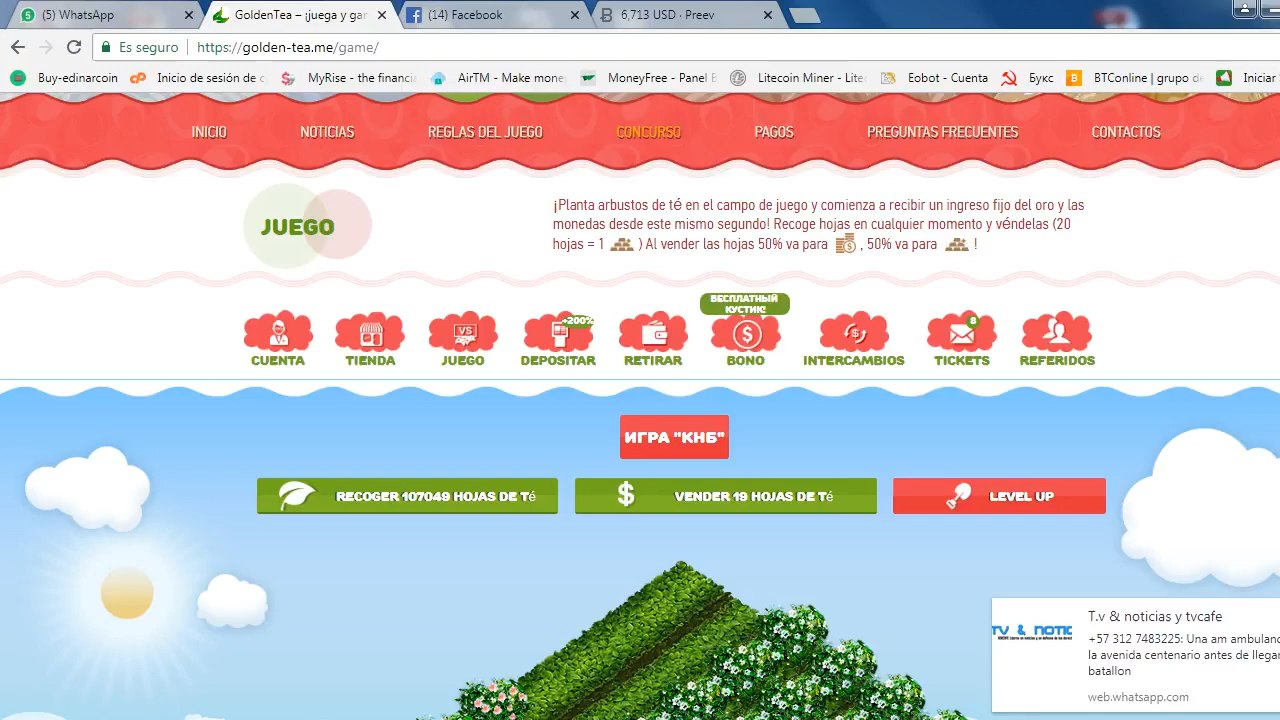 (5) WhatsApp
GoldenTea – ¡juega y gar
(14) Facebook
6,713 USD · Preev
Es seguro
https://golden-tea.me/game/
Buy-edinarcoin
Inicio de sesión de c
MyRise - the financia
AirTM - Make mone
MoneyFree - Panel
Litecoin Miner - Lite
Eobot - Cuenta
Букс
BTConline | grupo de
Iniciar
INICIO
NOTICIAS
REGLAS DEL JUEGO
CONCURSO
PAGOS
PREGUNTAS FRECUENTES
CONTACTOS
JUEGO
¡Planta arbustos de té en el campo de juego y comienza a recibir un ingreso fijo del oro y las
monedas desde este mismo segundo! Recoge hojas en cualquier momento y véndelas (20
hojas = 1 ) Al vender las hojas 50% va para , 50% va para !
БЕСПЛАТНЫЙ
КУСТИК!
VS
+200%
8
CUENTA
TIENDA
JUEGO
DEPOSITAR
RETIRAR
BONO
INTERCAMBIOS
TICKETS
REFERIDOS
ИГРА "КНБ"
RECOGER 107049 HOJAS DE Té
VENDER 19 HOJAS DE Té
LEVEL UP
T.v & noticias y tvcafe
TV & NOTIC
+57 312 7483225: Una am ambulanc
la avenida centenario antes de llegar
batallon
web.whatsapp.com